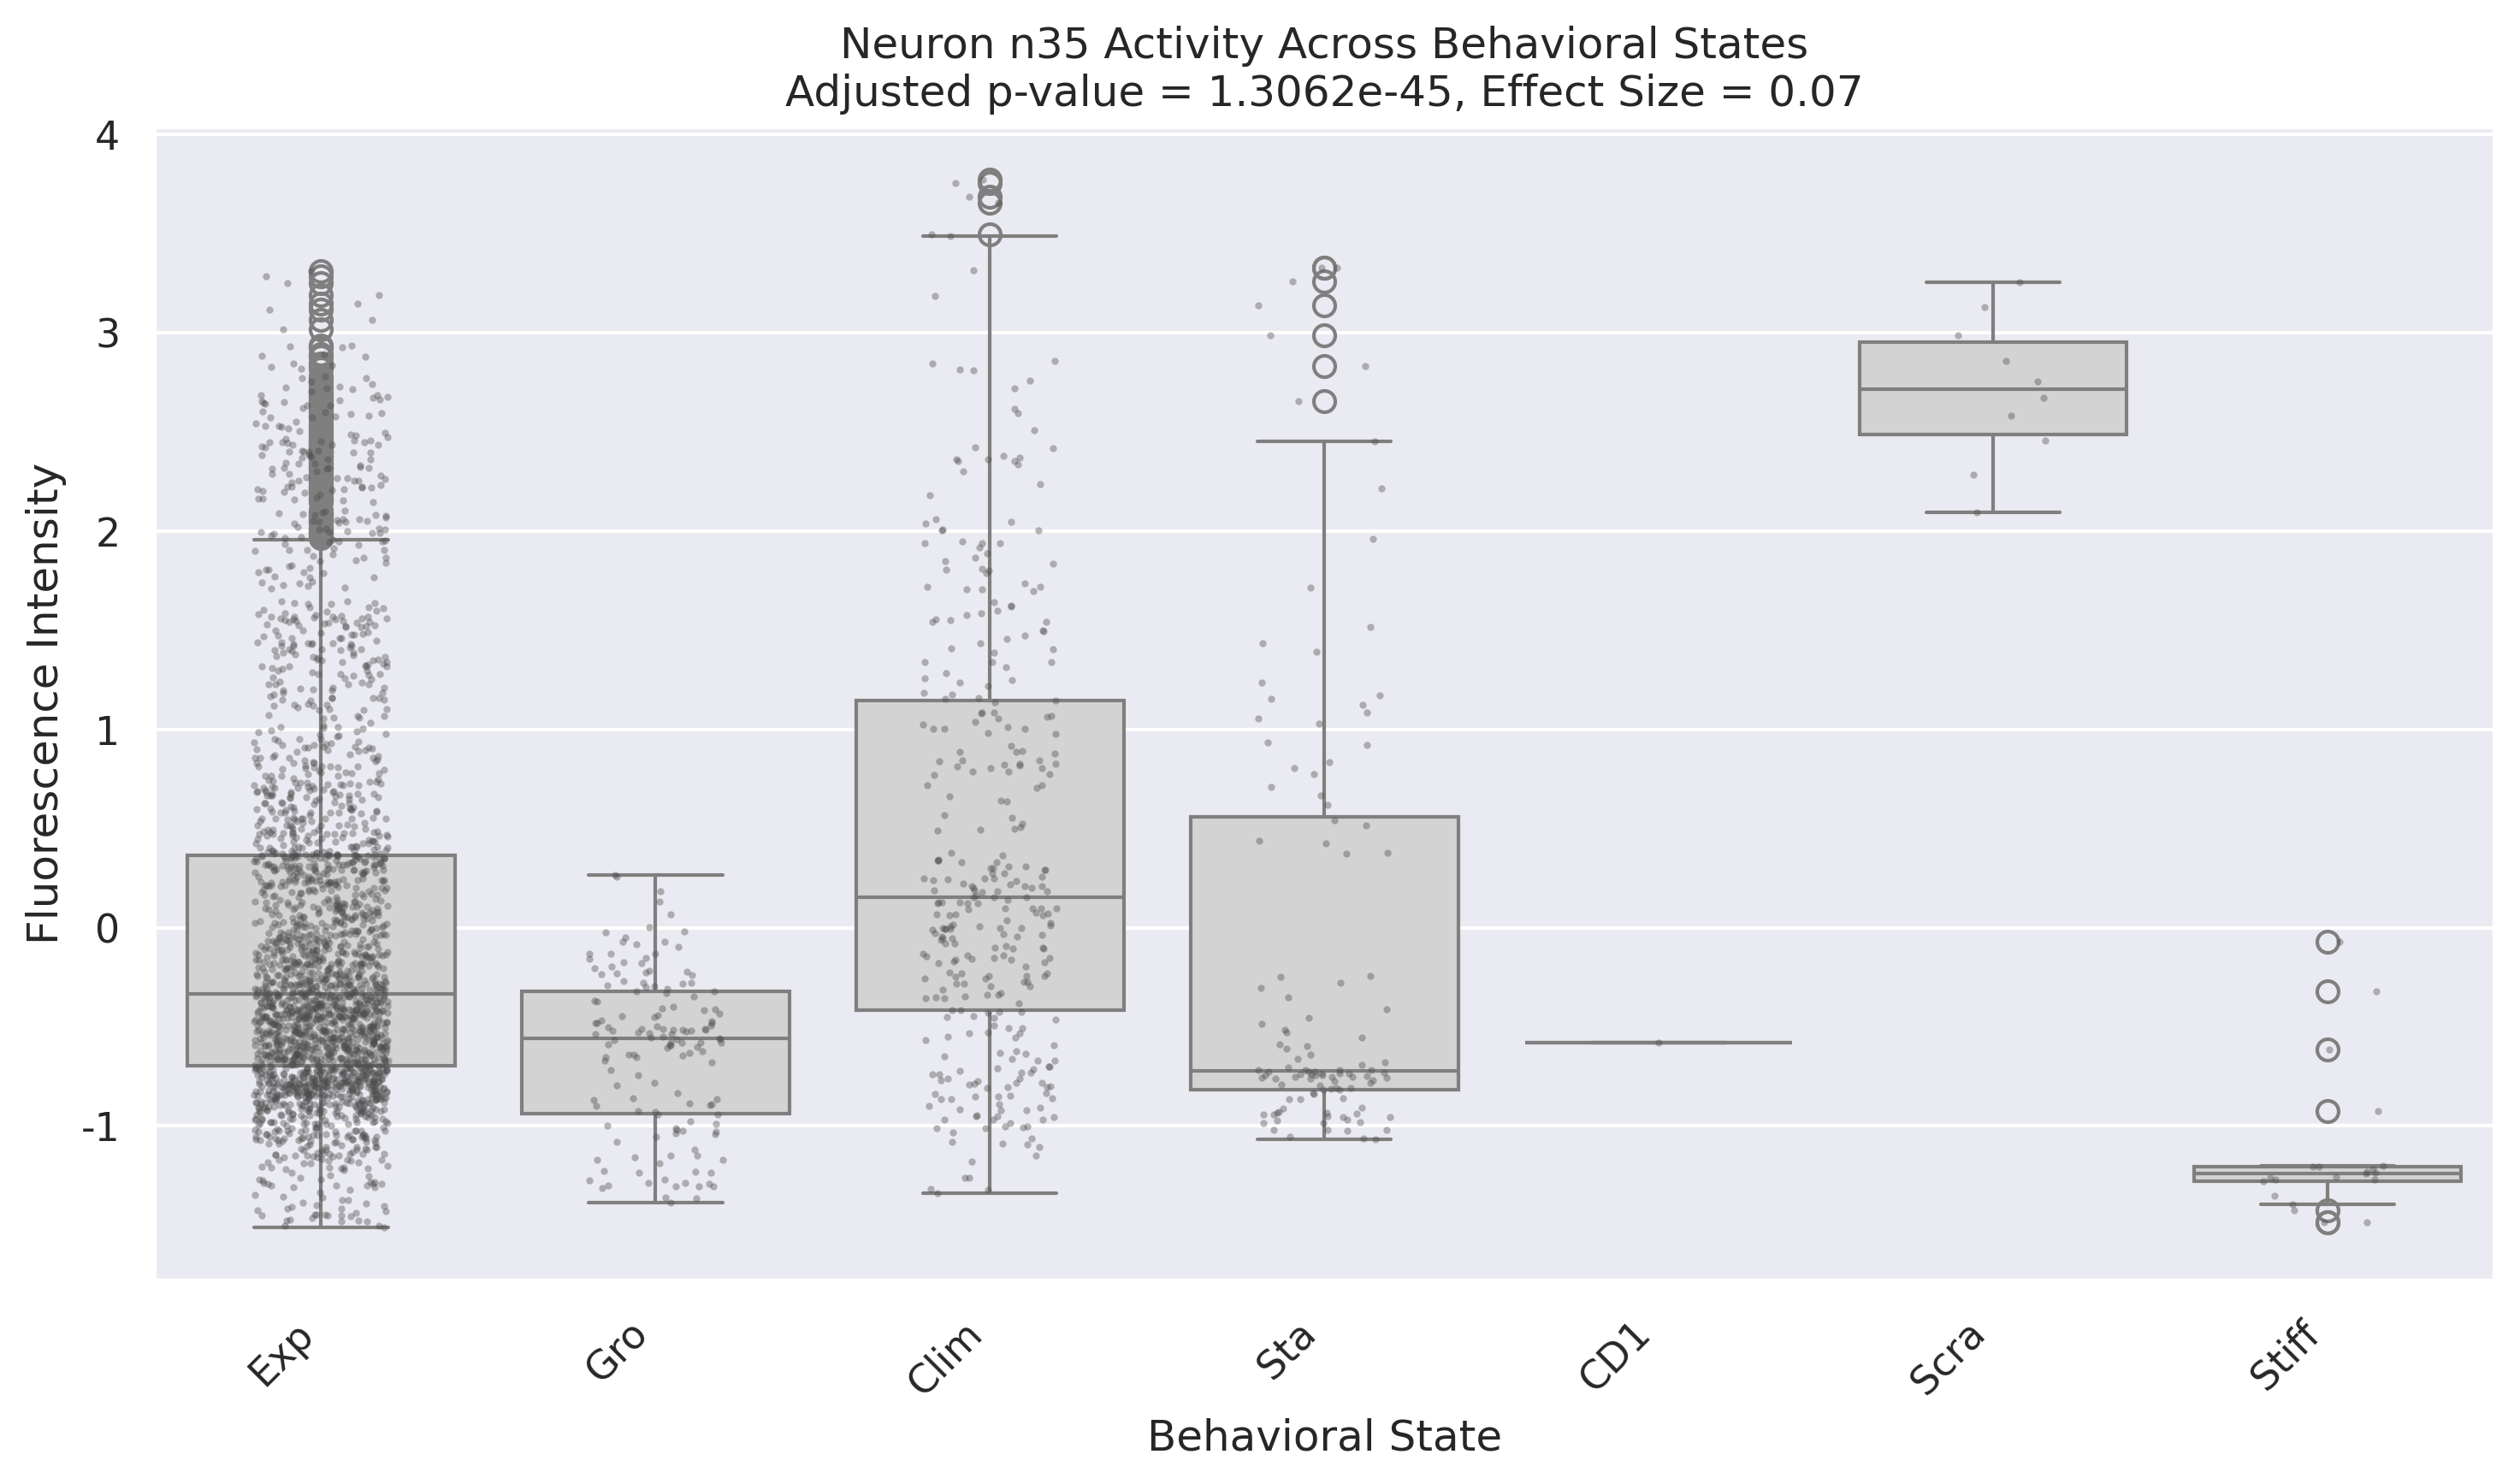 Neuron n35 Activity Across Behavioral States
Adjusted p-value = 1.3062e-45, Effect Size = 0.07
Fluorescence Intensity
4
3
2
1
0
-1
Exp
Gro
Clim
Sta
CD1
Scra
Stiff
Behavioral State